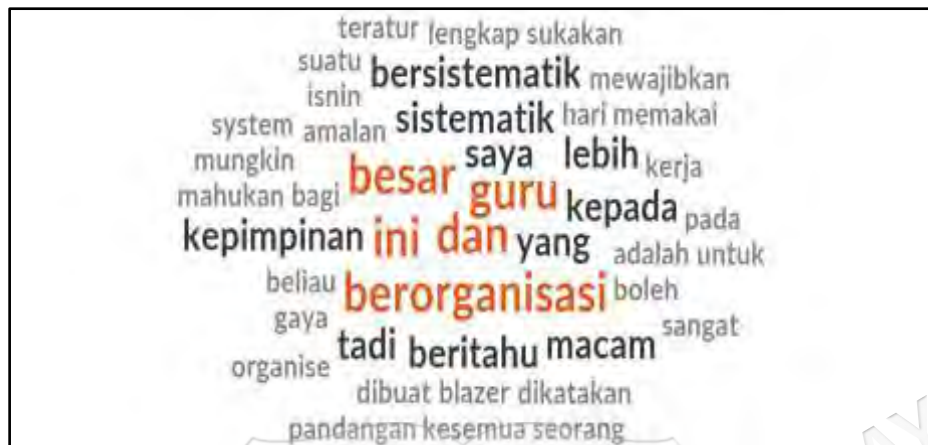 teratur lengkap sukakan
suatu bersistematik mewajibkan
isnin
system amalan sistematik hari memakai
mungkin besar saya lebih kerja
mahukan bagi guru kepada pada
kepimpinan ini dan yang adalah untuk
beliau berorganisasi boleh
gaya sangat
organise tadi beritahu macam
dibuat blazer dikatakan
pandangan kesemua seorang